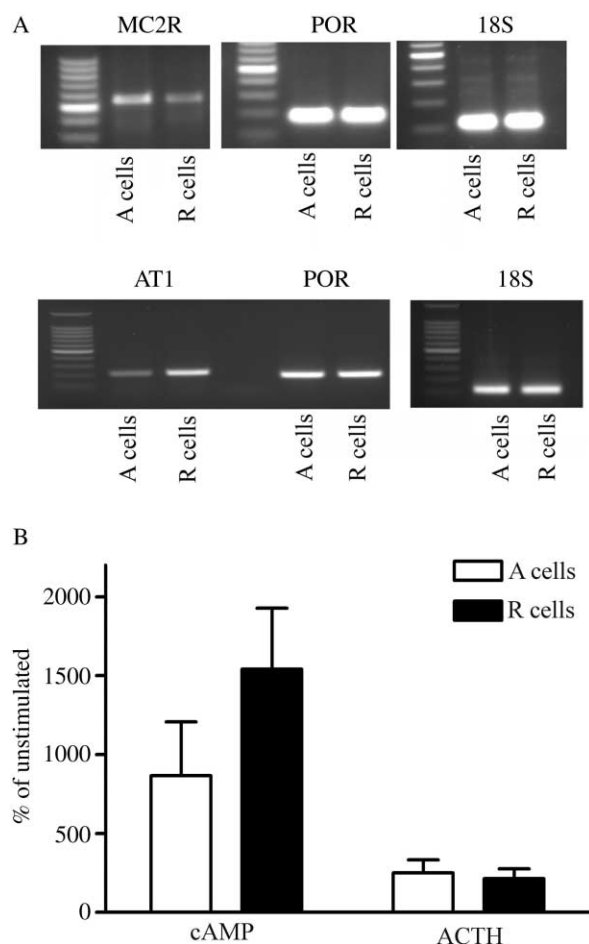 A
MC2R POR 18S
A cells R cells A cells R cells A cells R cells
AT1 POR 18S
A cells R cells A cells R cells A cells R cells
B
A cells
R cells
% of unstimulated
2000
1500
1000
500
0
cAMP ACTH